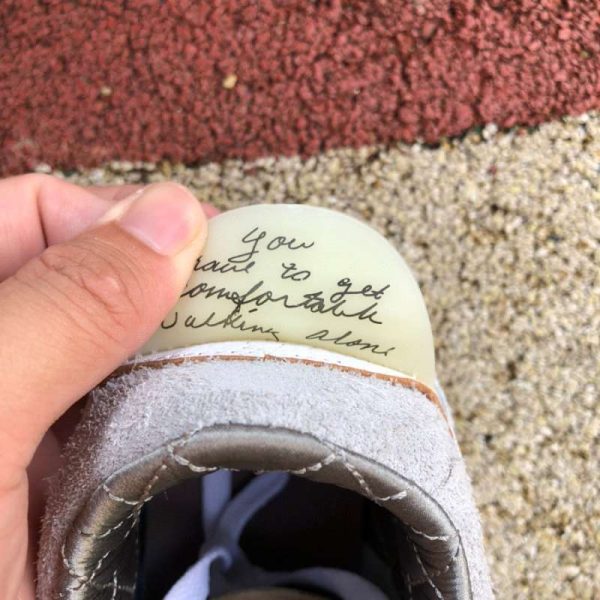 You
have to get
comfortable
walking alone